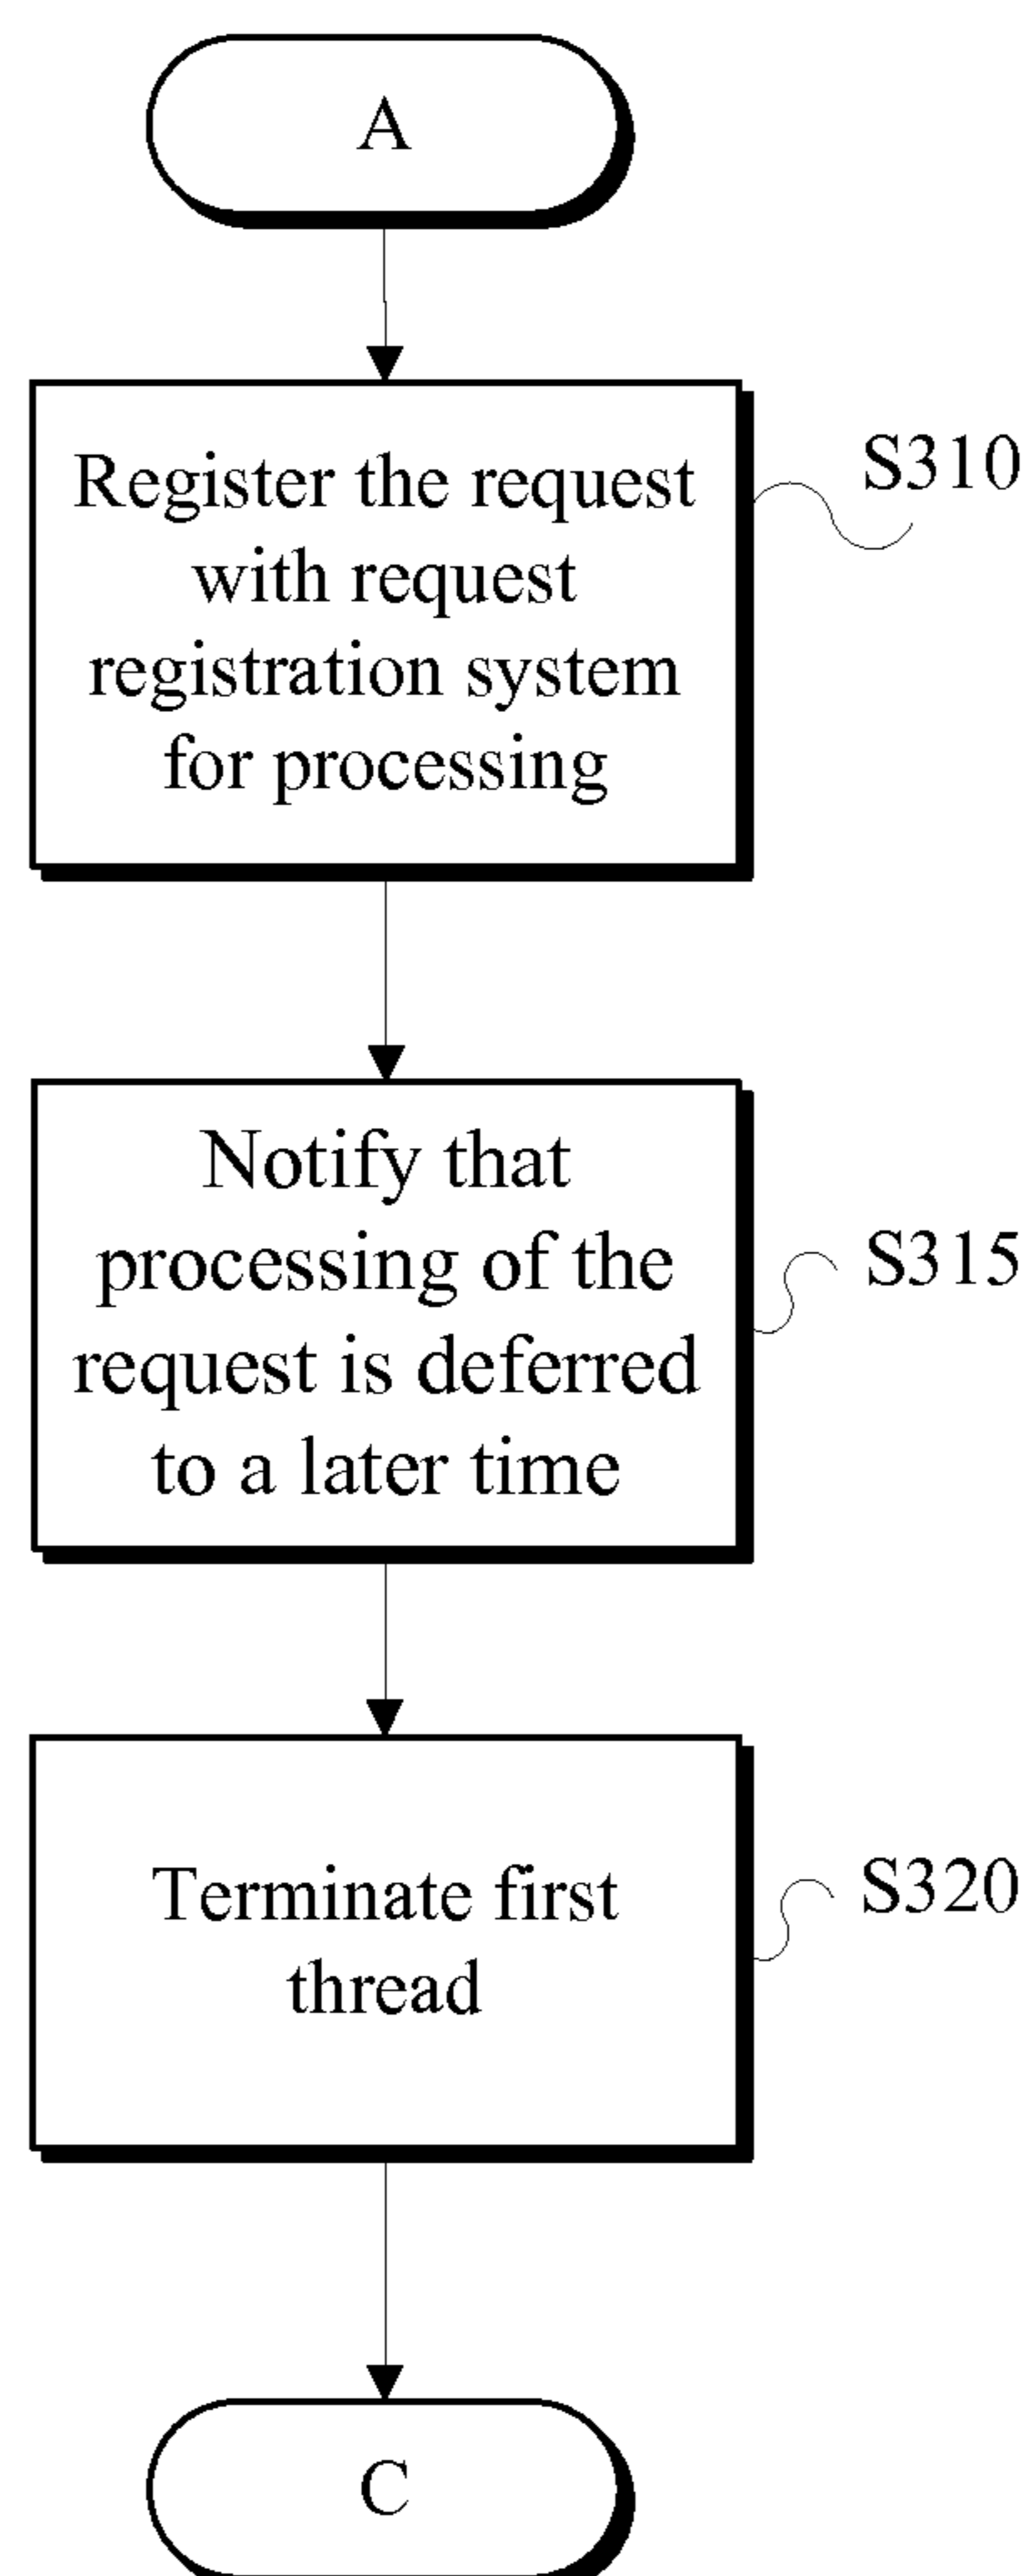 A
Register the request
with request
registration system
for processing
S310
Notify that
processing of the
request is deferred
to a later time
S315
Terminate first
thread
S320
C